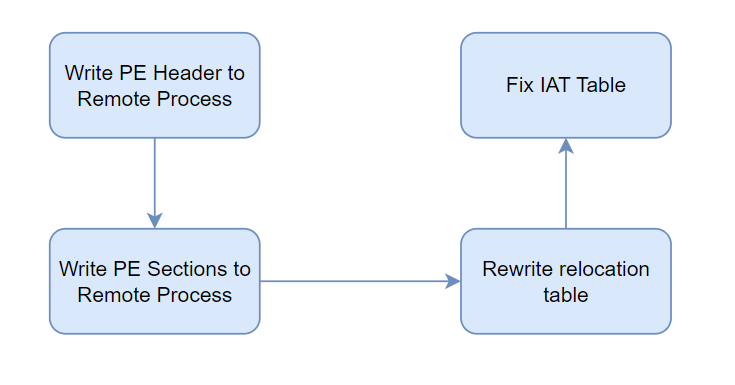 Write PE Header to
Remote Process
Write PE Sections to
Remote Process
Rewrite relocation
table
Fix IAT Table